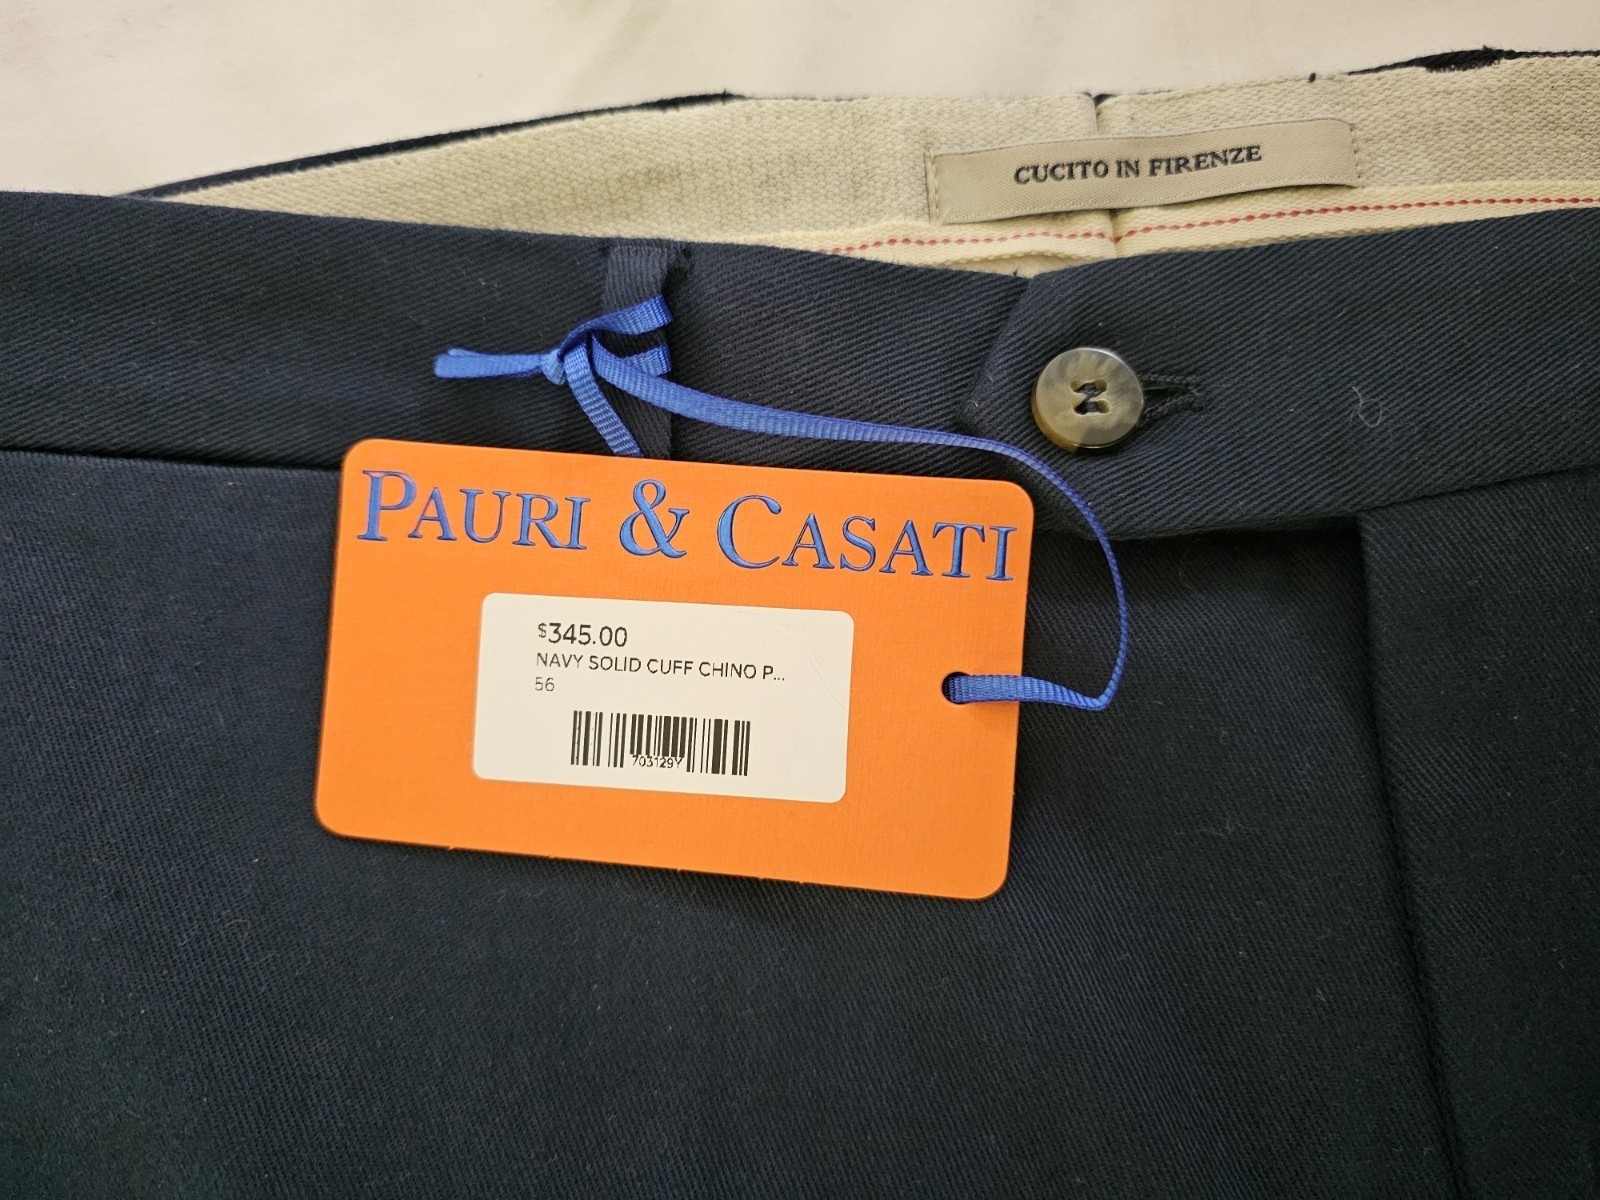 CUCITO IN FIRENZE
PAURI & CASATI
$345.00
NAVY SOLID CUFF CHINO P...
56
703129Y